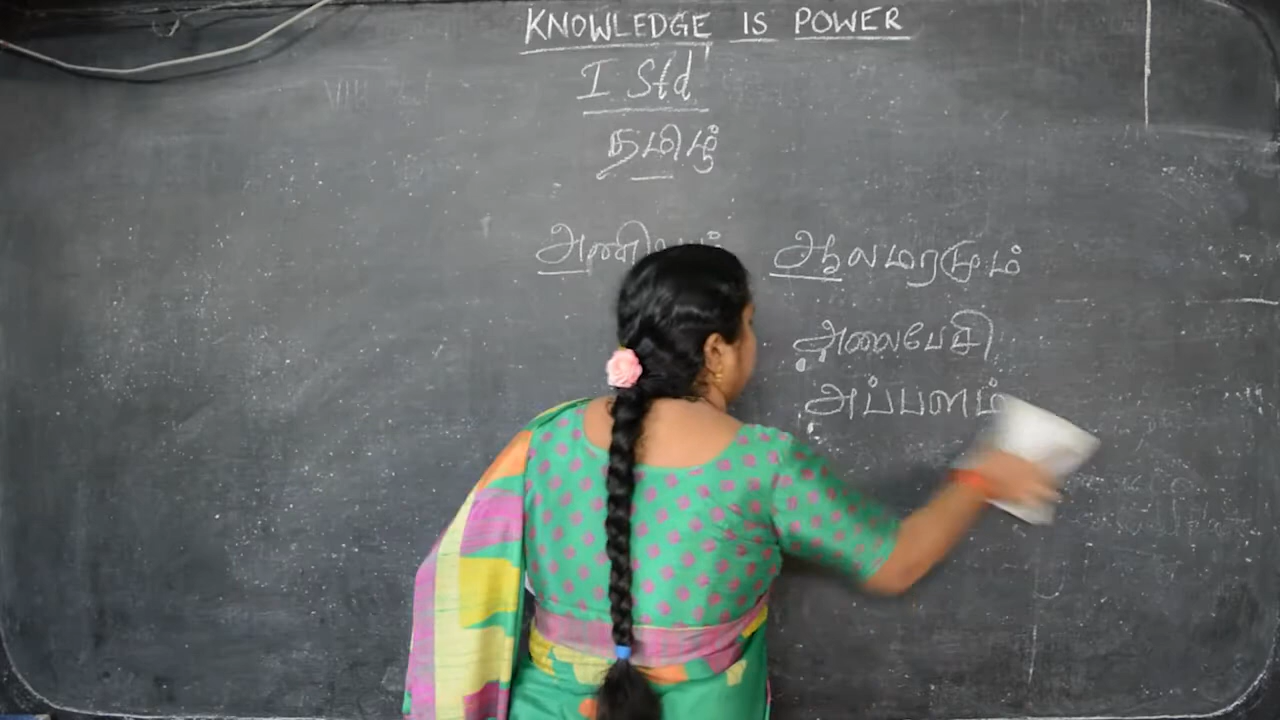 KNOWLEDGE IS POWER
I Std
தமிழ்
ஆலமரமும்
அலைபேசி
அப்பளம்